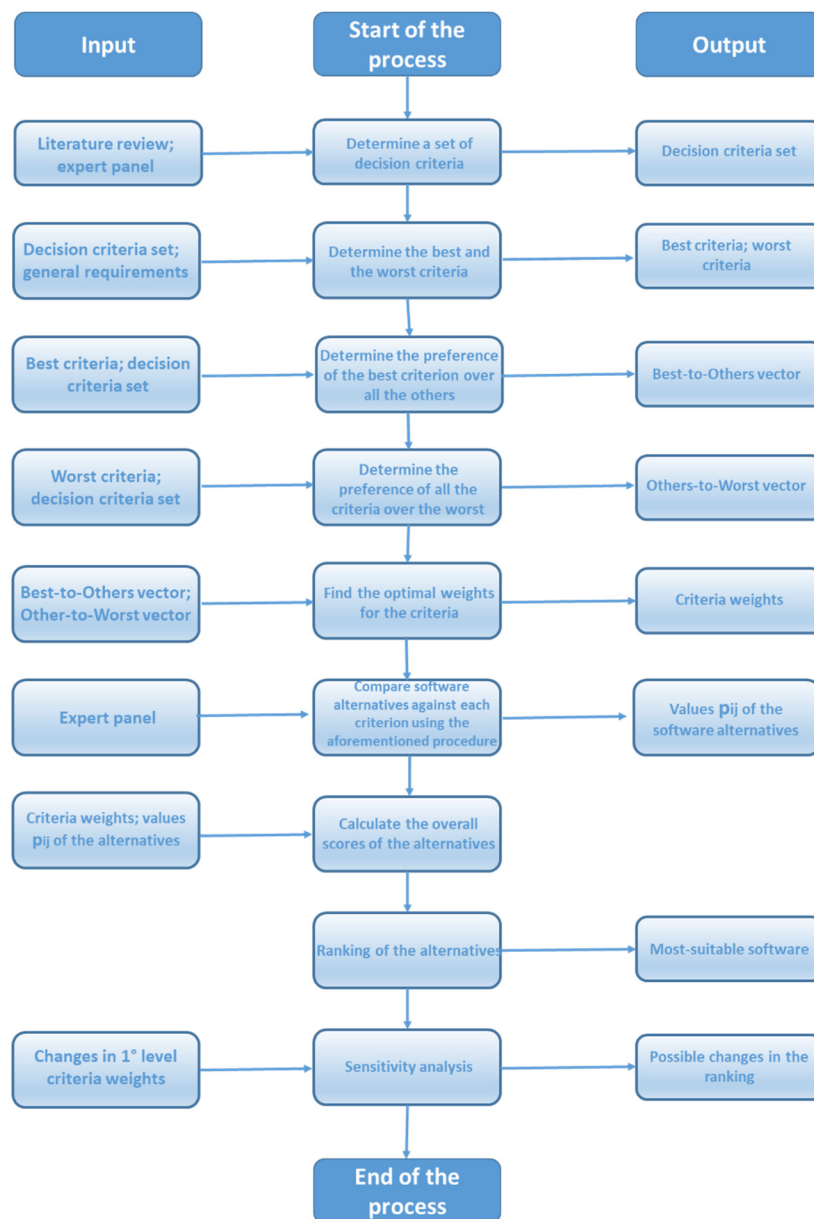 Input
Start of the
process
Output
Literature review;
expert panel
Determine a set of
decision criteria
Decision criteria set
Decision criteria set;
general requirements
Determine the best and
the worst criteria
Best criteria; worst
criteria
Best criteria; decision
criteria set
Determine the preference
of the best criterion over
all the others
Best-to-Others vector
Worst criteria;
decision criteria set
Determine the
preference of all the
criteria over the worst
Others-to-Worst vector
Best-to-Others vector;
Other-to-Worst vector
Find the optimal weights
for the criteria
Criteria weights
Expert panel
Compare software
alternatives against each
criterion using the
aforementioned procedure
Values pij of the
software alternatives
Criteria weights; values
pij of the alternatives
Calculate the overall
scores of the alternatives
Ranking of the alternatives
Most-suitable software
Changes in 1° level
criteria weights
Sensitivity analysis
Possible changes in the
ranking
End of the
process